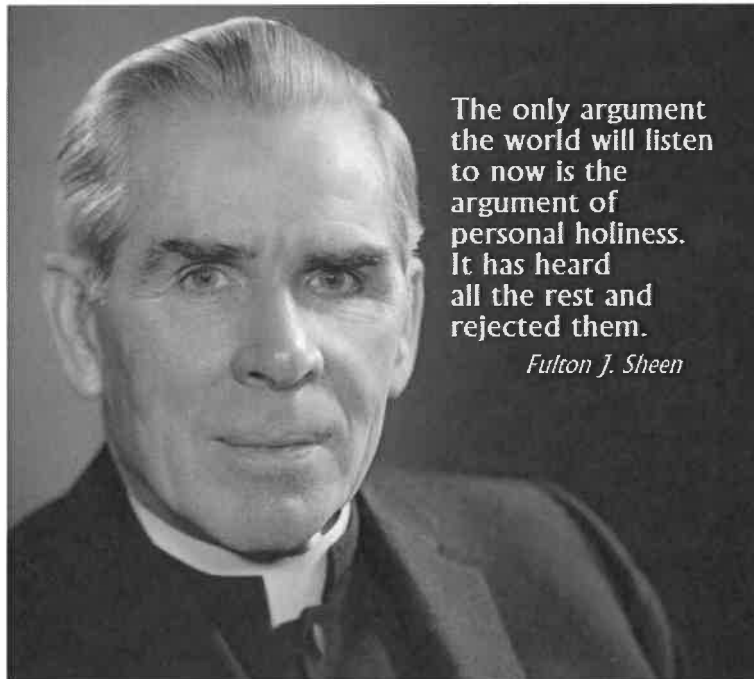 The only argument
the world will listen
to now is the
argument of
personal holiness.
It has heard
all the rest and
rejected them.
Fulton J. Sheen